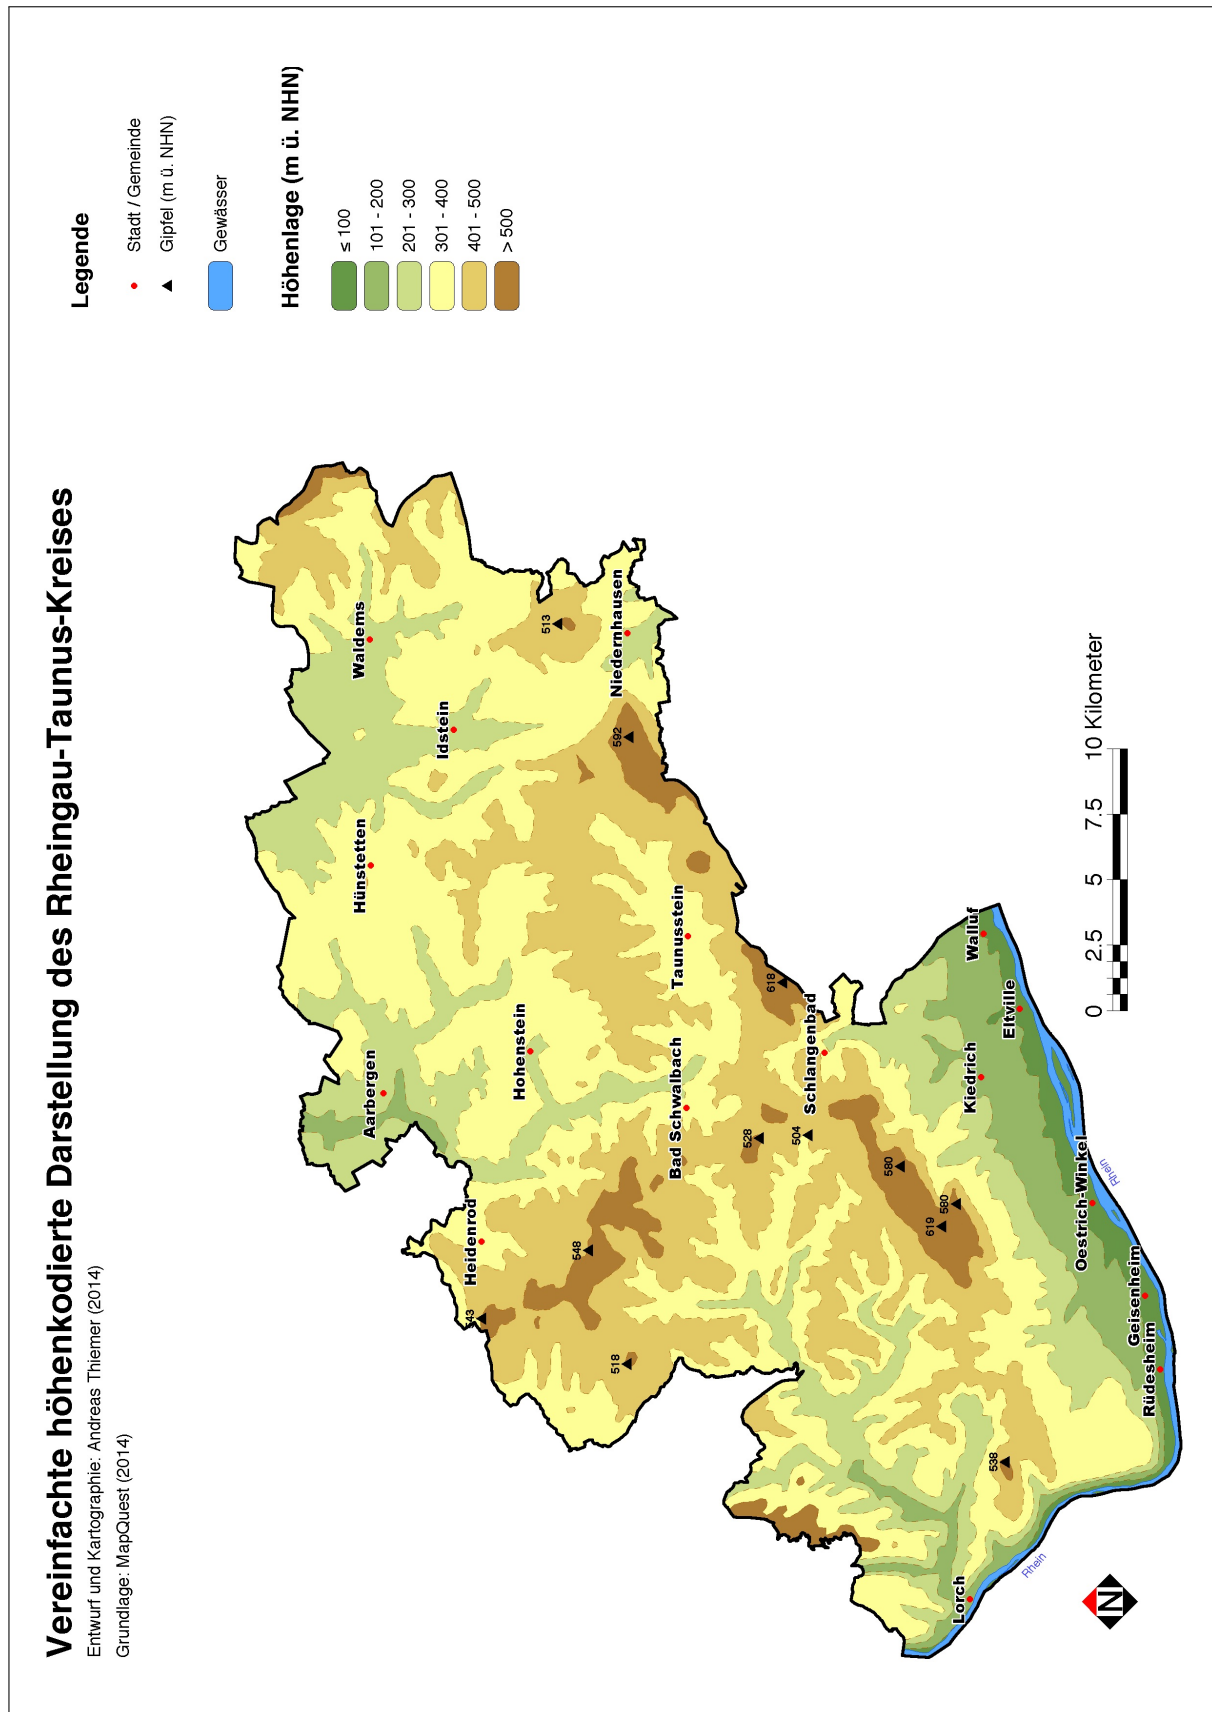 Vereinfachte höhenkodierte Darstellung des Rheingau-Taunus-Kreises
Entwurf und Kartographie: Andreas Thiemer (2014)
Grundlage: MapQuest (2014)
Legende
Stadt / Gemeinde
Gipfel (m ü. NHN)
Gewässer
Höhenlage (m ü. NHN)
≤ 100
101 - 200
201 - 300
301 - 400
401 - 500
> 500
Waldems
Idstein
Hünstetten
Aarbergen
513
Niedernhausen
592
Hohenstein
Taunusstein
Heidenrod
543
548
518
Bad Schwalbach
618
528
504
Schlangenbad
580
580
619
Walluf
Eltville
Kiedrich
Oestrich-Winkel
Rhein
Geisenheim
Rüdesheim
538
Lorch
Rhein
N
0 2.5 5 7.5 10 Kilometer